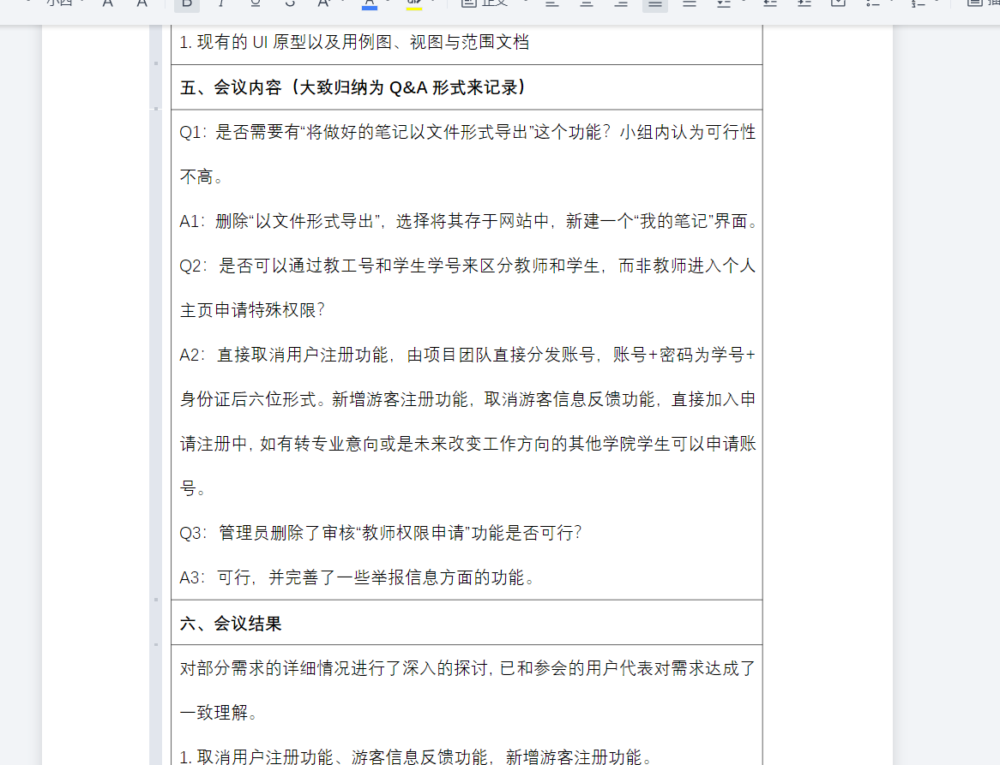 小四
B
正文
1. 现有的 UI 原型以及用例图、视图与范围文档
五、会议内容（大致归纳为 Q&A 形式来记录）
Q1：是否需要有“将做好的笔记以文件形式导出”这个功能？小组内认为可行性
不高。
A1：删除“以文件形式导出”，选择将其存于网站中，新建一个“我的笔记”界面。
Q2：是否可以通过教工号和学生学号来区分教师和学生，而非教师进入个人
主页申请特殊权限？
A2：直接取消用户注册功能，由项目团队直接分发账号，账号+密码为学号+
身份证后六位形式。新增游客注册功能，取消游客信息反馈功能，直接加入申
请注册中, 如有转专业意向或是未来改变工作方向的其他学院学生可以申请账
号。
Q3：管理员删除了审核“教师权限申请”功能是否可行？
A3：可行，并完善了一些举报信息方面的功能。
六、会议结果
对部分需求的详细情况进行了深入的探讨, 已和参会的用户代表对需求达成了
一致理解。
1. 取消用户注册功能、游客信息反馈功能，新增游客注册功能。